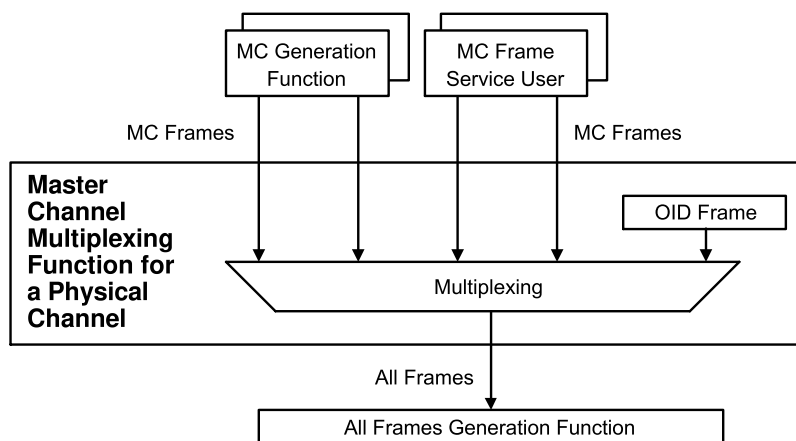 MC Generation
Function
MC Frame
Service User
MC Frames
MC Frames
Master
Channel
Multiplexing
Function for
a Physical
Channel
OID Frame
Multiplexing
All Frames
All Frames Generation Function